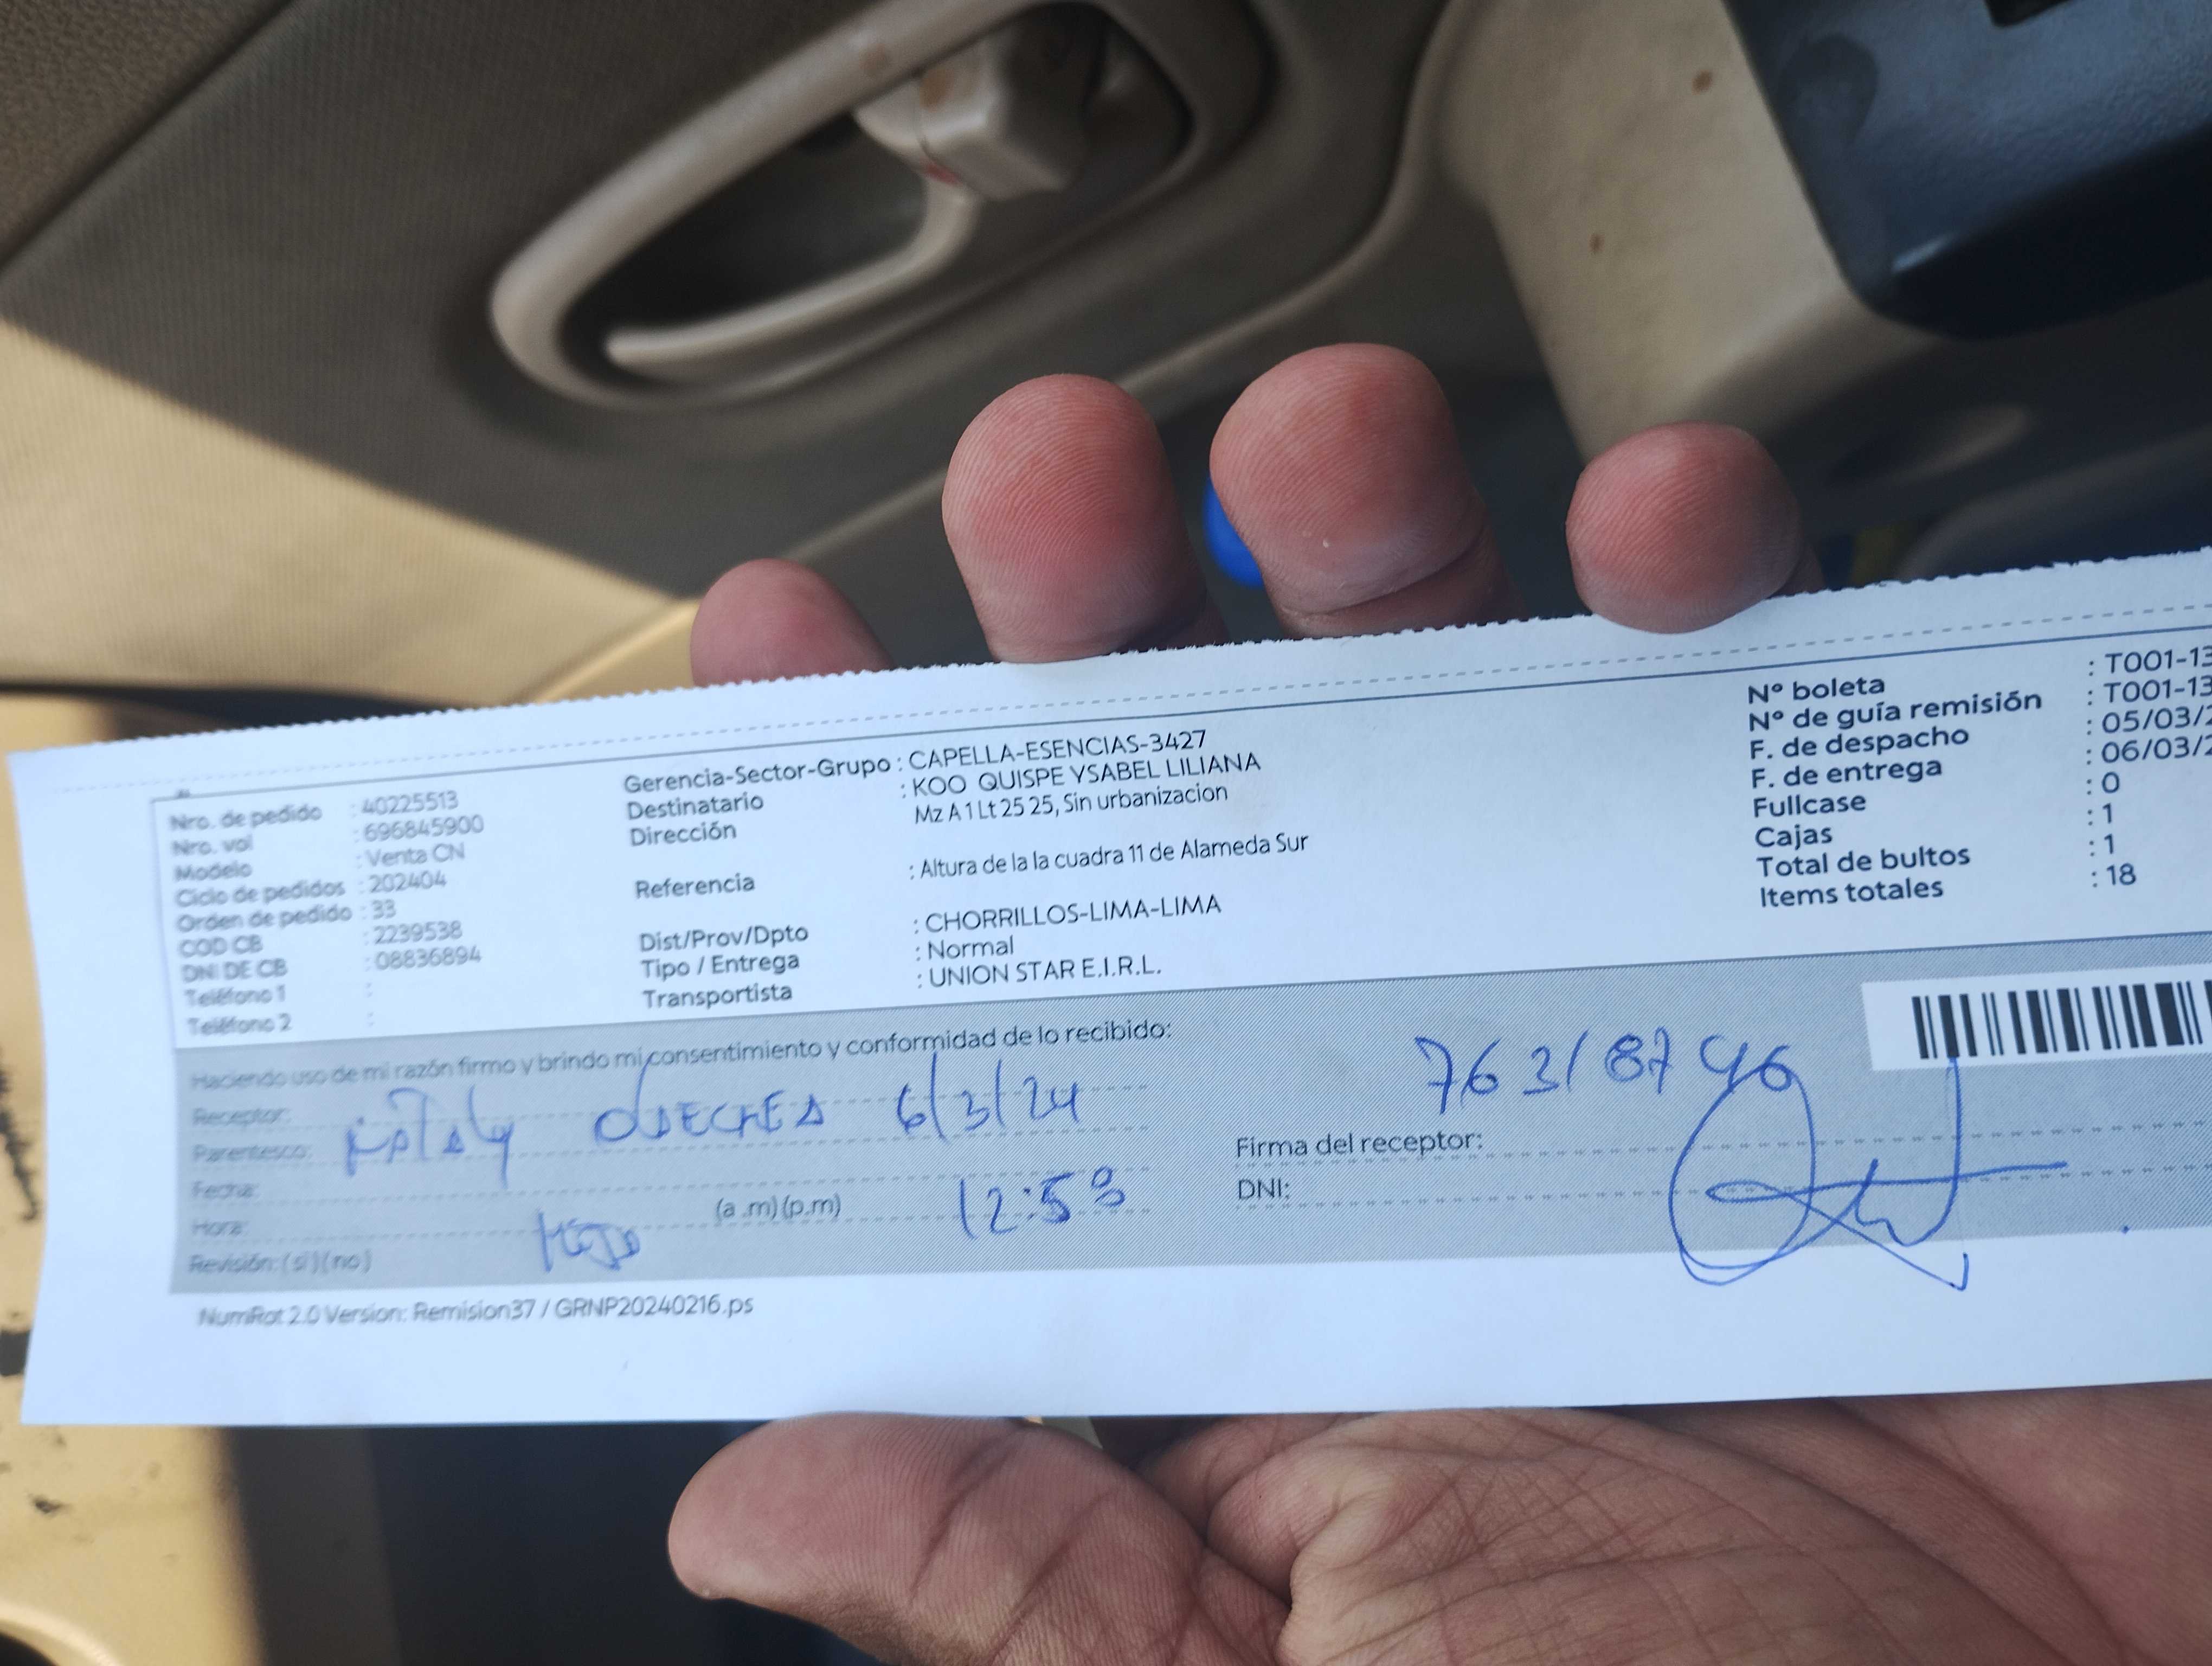 Nro. de pedido : 40225513
Nro. vol : 696845900
Modelo : Venta CN
Ciclo de pedidos : 202404
Orden de pedido : 33
COD CB : 2239538
DNI DE CB : 08836894
Teléfono 1 :
Teléfono 2 :
Gerencia-Sector-Grupo : CAPELLA-ESENCIAS-3427
Destinatario : KOO QUISPE YSABEL LILIANA
Dirección Mz A 1 Lt 25 25, Sin urbanizacion
Referencia : Altura de la la cuadra 11 de Alameda Sur
Dist/Prov/Dpto : CHORRILLOS-LIMA-LIMA
Tipo / Entrega : Normal
Transportista : UNION STAR E.I.R.L.
Nº boleta : T001-13
Nº de guía remisión : T001-13
F. de despacho : 05/03/2
F. de entrega : 06/03/2
Fullcase : 0
Cajas : 1
Total de bultos : 1
Items totales : 18
Haciendo uso de mi razón firmo y brindo mi consentimiento y conformidad de lo recibido:
Receptor:
Parentesco:
6/3/24
Fecha:
Hora: (a .m) (p.m) 12:58
Revisión: ( si ) ( no )
763/8746
Firma del receptor:
DNI:
NumRot 2.0 Version: Remision37 / GRNP20240216.ps